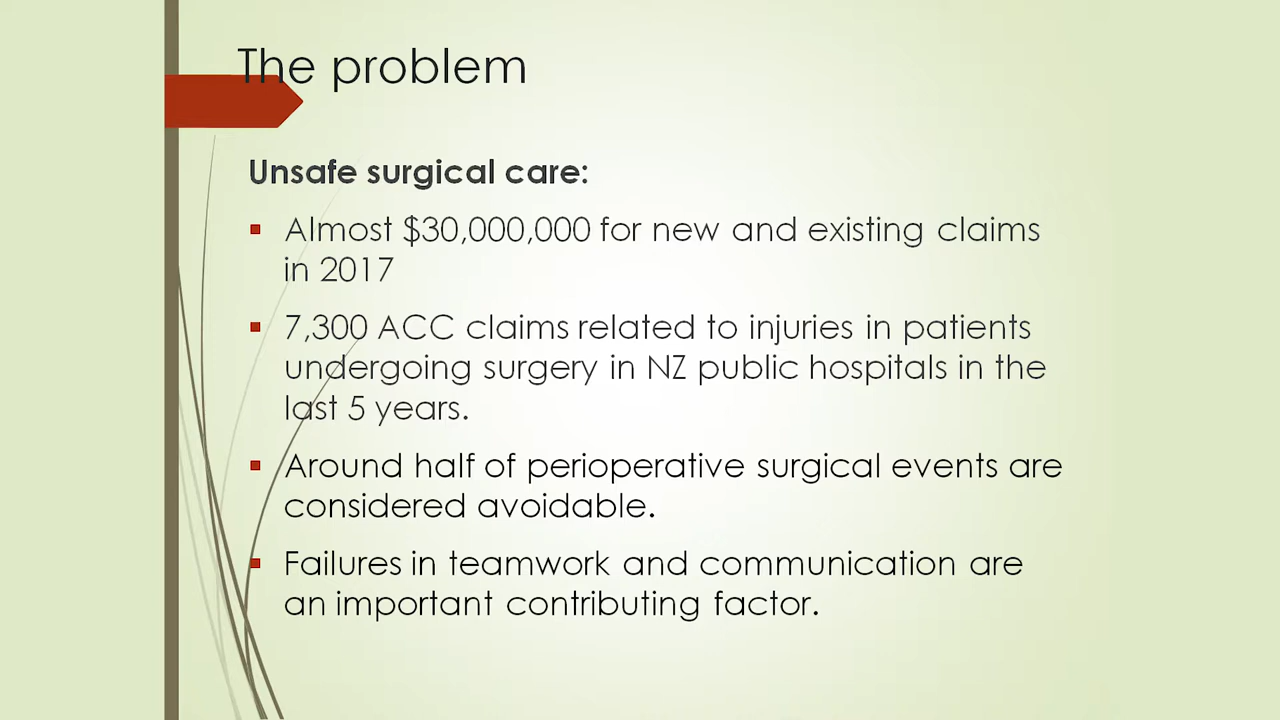 The problem
Unsafe surgical care:
▪ Almost $30,000,000 for new and existing claims
in 2017
▪ 7,300 ACC claims related to injuries in patients
undergoing surgery in NZ public hospitals in the
last 5 years.
▪ Around half of perioperative surgical events are
considered avoidable.
▪ Failures in teamwork and communication are
an important contributing factor.